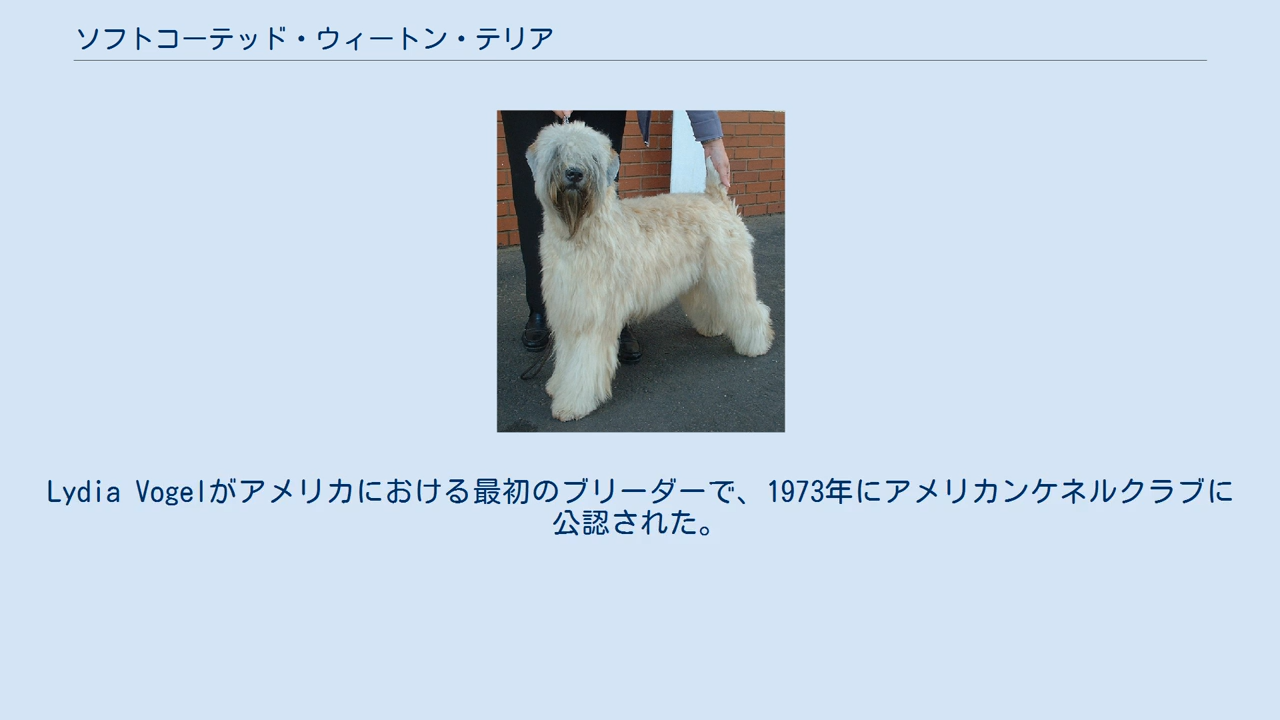 ソフトコーテッド・ウィートン・テリア
Lydia Vogelがアメリカにおける最初のブリーダーで、1973年にアメリカンケネルクラブに
公認された。